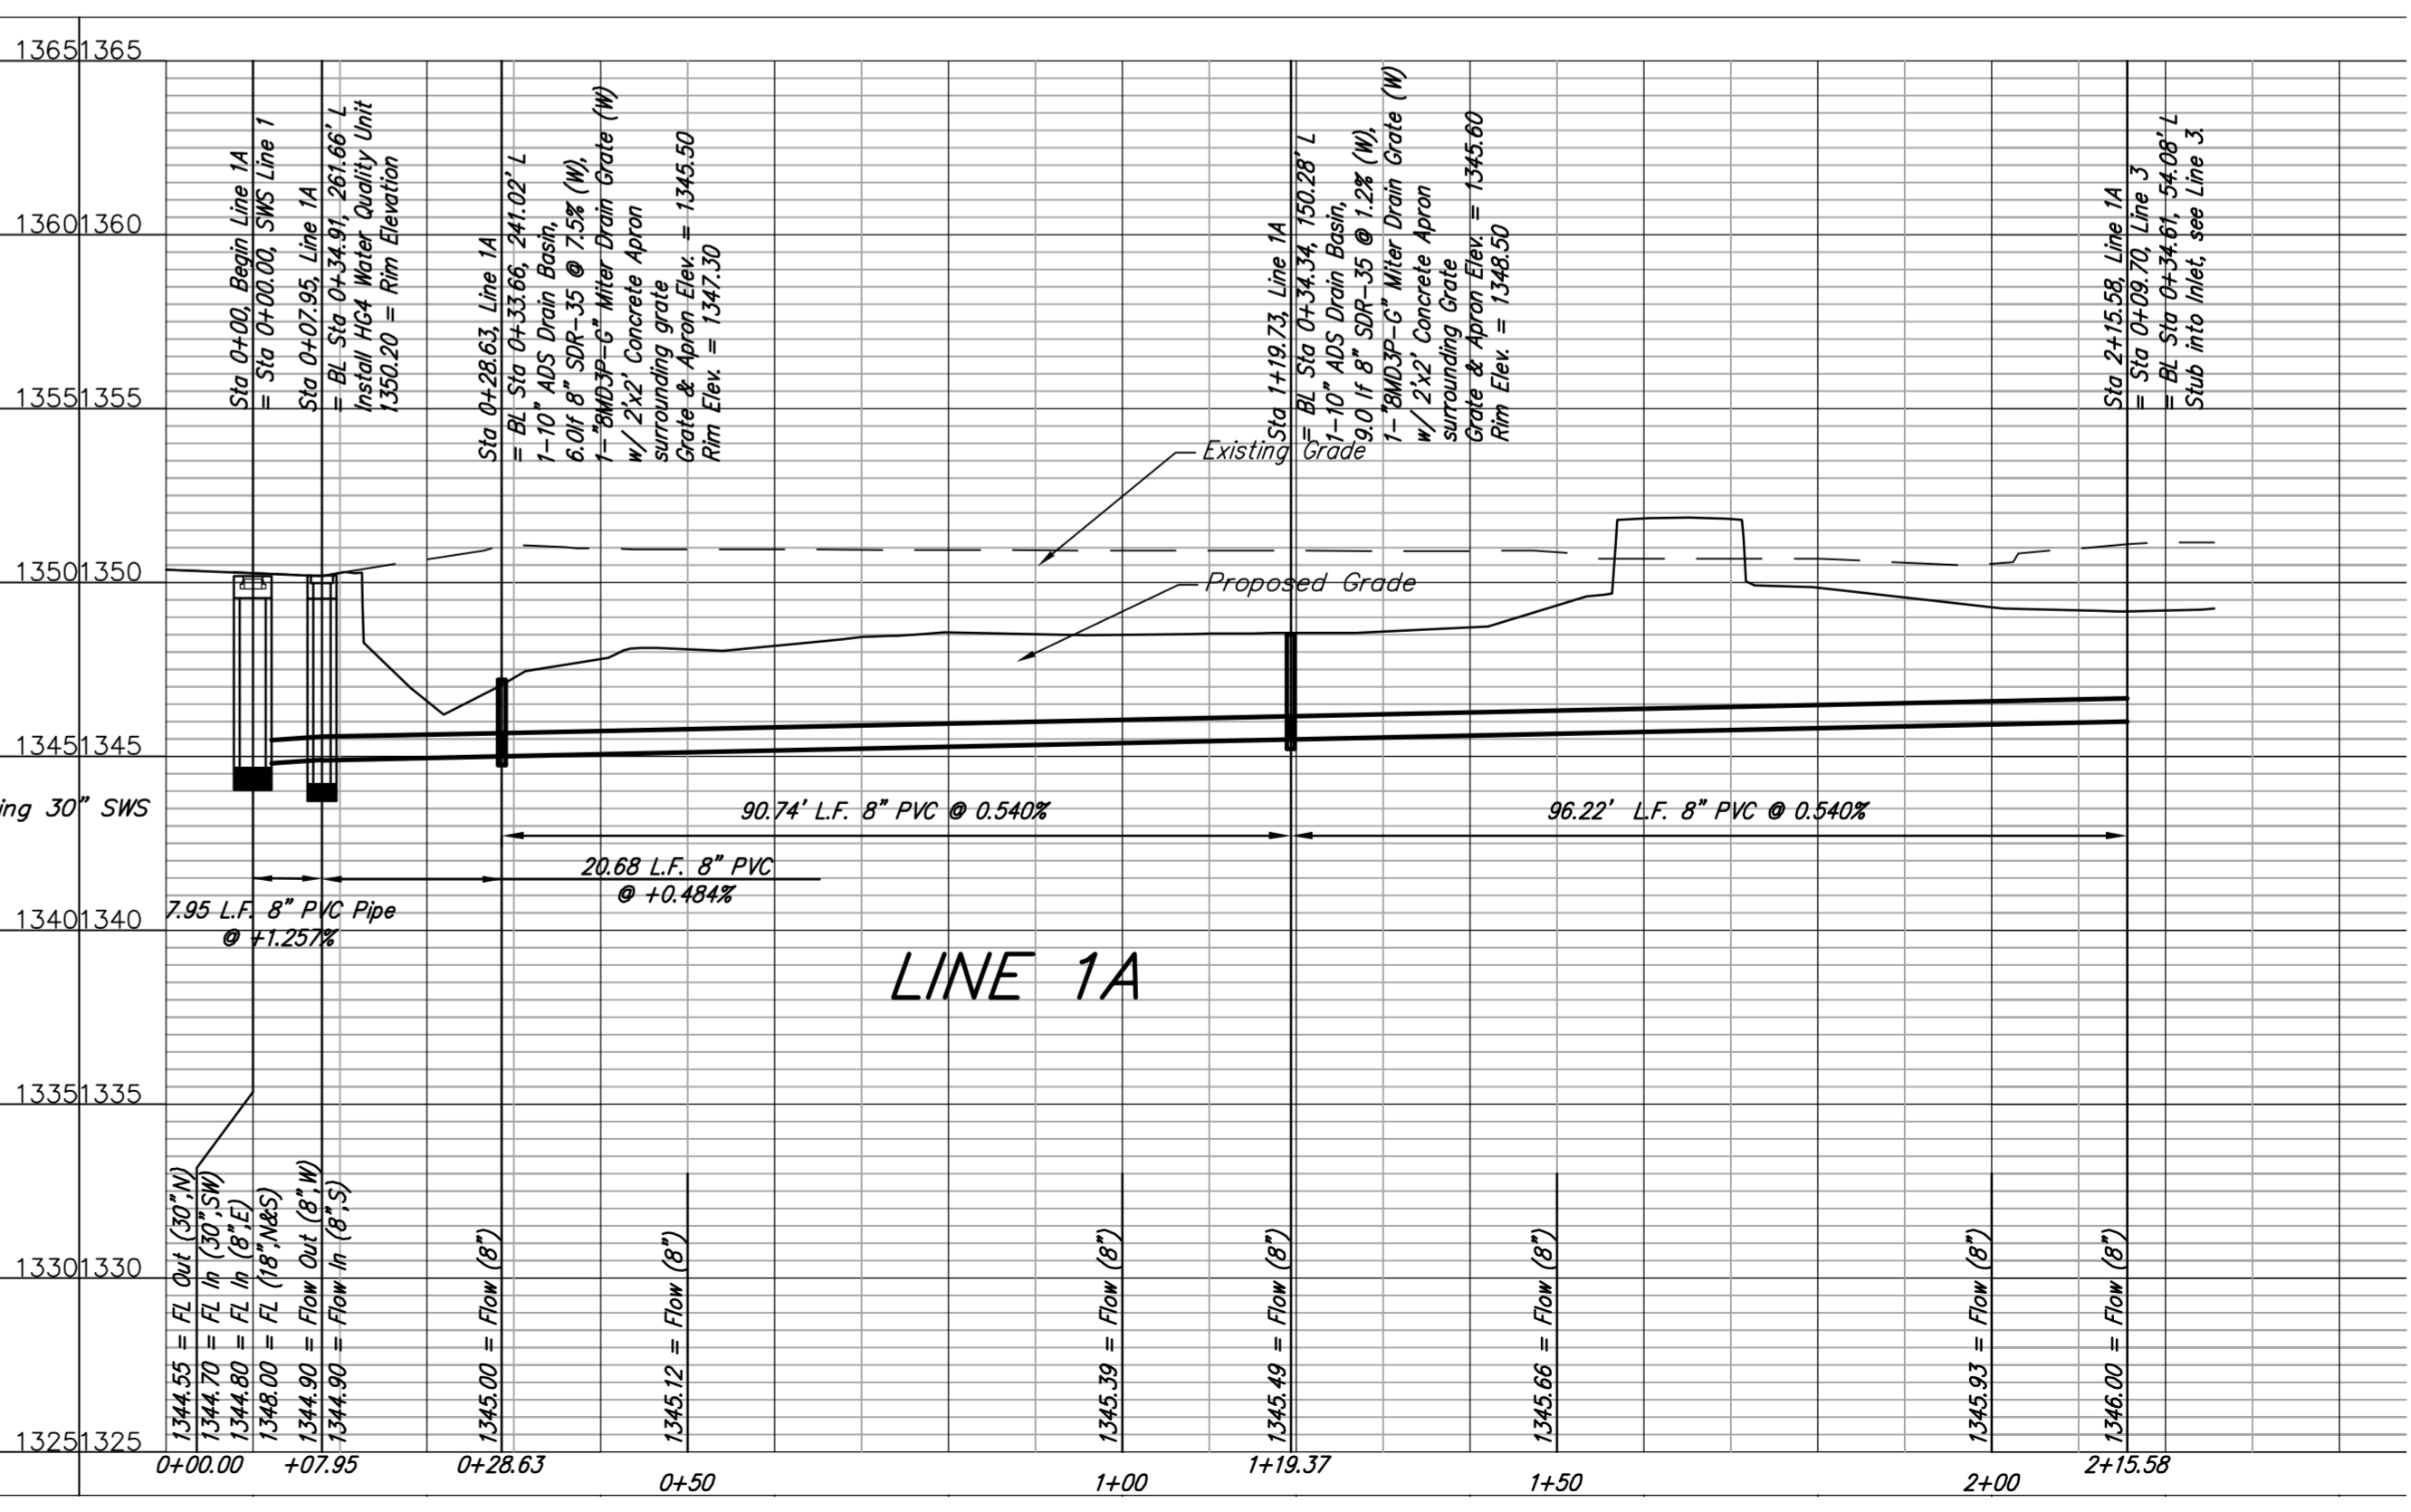 1365 1365
1360 1360
1355 1355
1350 1350
1345 1345
1340 1340
1335 1335
1330 1330
1325 1325
ing 30" SWS
Sta 0+00, Begin Line 1A
= Sta 0+00.00, SWS Line 1
Sta 0+07.95, Line 1A
= BL Sta 0+34.91, 261.66' L
Install HG4 Water Quality Unit
1350.20 = Rim Elevation
Sta 0+28.63, Line 1A
= BL Sta 0+33.66, 241.02' L
1-10" ADS Drain Basin,
6.0lf 8" SDR-35 @ 7.5% (W),
1-"8MD3P-G" Miter Drain Grate (W)
w/ 2'x2' Concrete Apron
surrounding grate
Grate & Apron Elev. = 1345.50
Rim Elev. = 1347.30
Sta 1+19.73, Line 1A
= BL Sta 0+34.34, 150.28' L
1-10" ADS Drain Basin,
9.0 lf 8" SDR-35 @ 1.2% (W),
1-"8MD3P-G" Miter Drain Grate (W)
w/ 2'x2' Concrete Apron
surrounding Grate
Grate & Apron Elev. = 1345.60
Rim Elev. = 1348.50
Sta 2+15.58, Line 1A
= Sta 0+09.70, Line 3
= BL Sta 0+34.61, 54.08' L
Stub into Inlet, see Line 3.
Existing Grade
Proposed Grade
90.74' L.F. 8" PVC @ 0.540%
96.22' L.F. 8" PVC @ 0.540%
20.68 L.F. 8" PVC
@ +0.484%
7.95 L.F. 8" PVC Pipe
@ +1.257%
LINE 1A
1344.55 = FL Out (30",N)
1344.70 = FL In (30",SW)
1344.80 = FL In (8",E)
1348.00 = FL (18",N&S)
1344.90 = Flow Out (8",W)
1344.90 = Flow In (8",S)
1345.00 = Flow (8")
1345.12 = Flow (8")
1345.39 = Flow (8")
1345.49 = Flow (8")
1345.66 = Flow (8")
1345.93 = Flow (8")
1346.00 = Flow (8")
0+00.00 +07.95 0+28.63 1+19.37 2+15.58
0+50 1+00 1+50 2+00